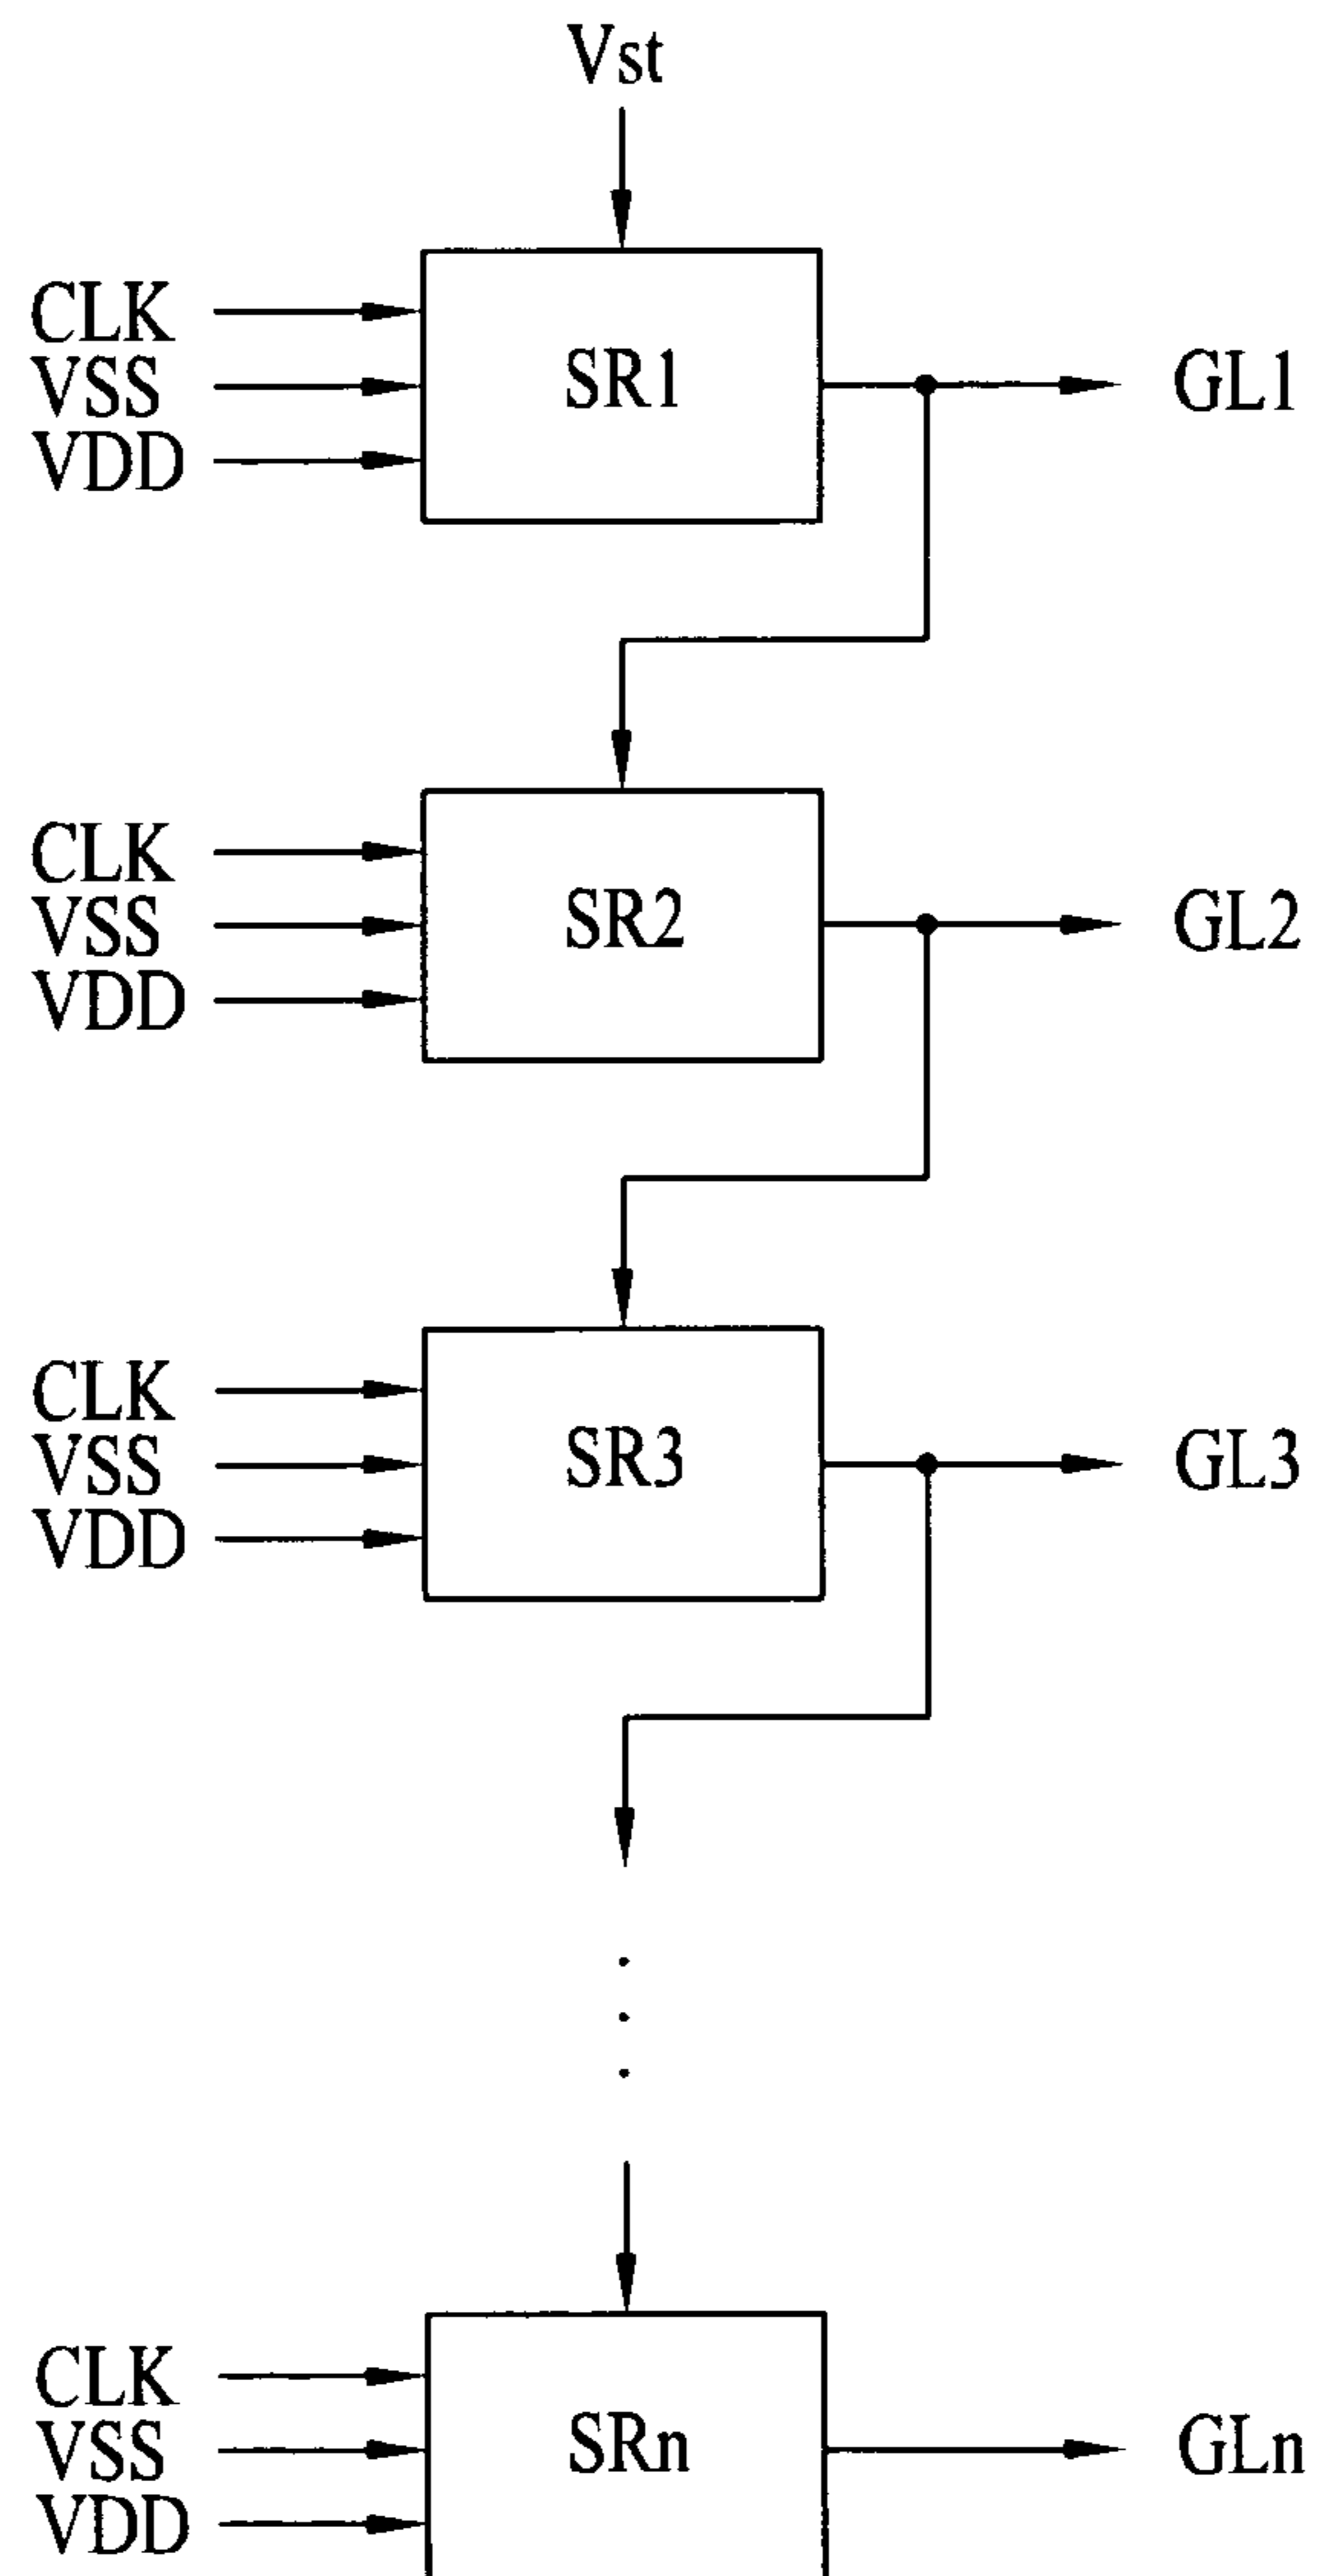 Vst
CLK
VSS
VDD
SR1
GL1
CLK
VSS
VDD
SR2
GL2
CLK
VSS
VDD
SR3
GL3
CLK
VSS
VDD
SRn
GLn